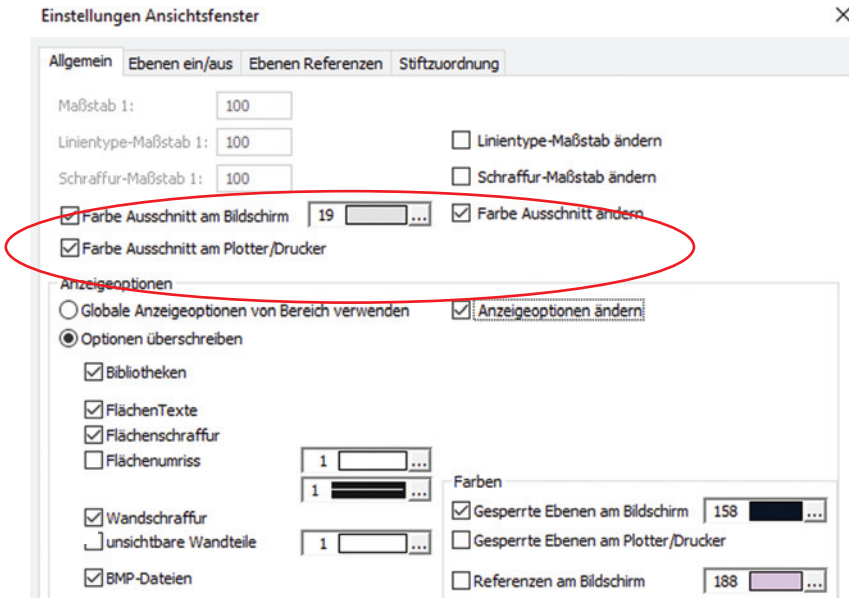 Einstellungen Ansichtsfenster
Allgemein Ebenen ein/aus Ebenen Referenzen Stiftzuordnung
Maßstab 1: 100
Linientype-Maßstab 1: 100 Linientype-Maßstab ändern
Schraffur-Maßstab 1: 100 Schraffur-Maßstab ändern
Farbe Ausschnitt am Bildschirm 19 ... Farbe Ausschnitt ändern
Farbe Ausschnitt am Plotter/Drucker
Anzeigeoptionen
Globale Anzeigeoptionen von Bereich verwenden Anzeigeoptionen ändern
Optionen überschreiben
Bibliotheken
FlächenTexte
Flächenschraffur
Flächenumriss 1 ...
1 ...
Farben
Wandschraffur Gesperrte Ebenen am Bildschirm 158 ...
unsichtbare Wandteile 1 ... Gesperrte Ebenen am Plotter/Drucker
BMP-Dateien Referenzen am Bildschirm 188 ...